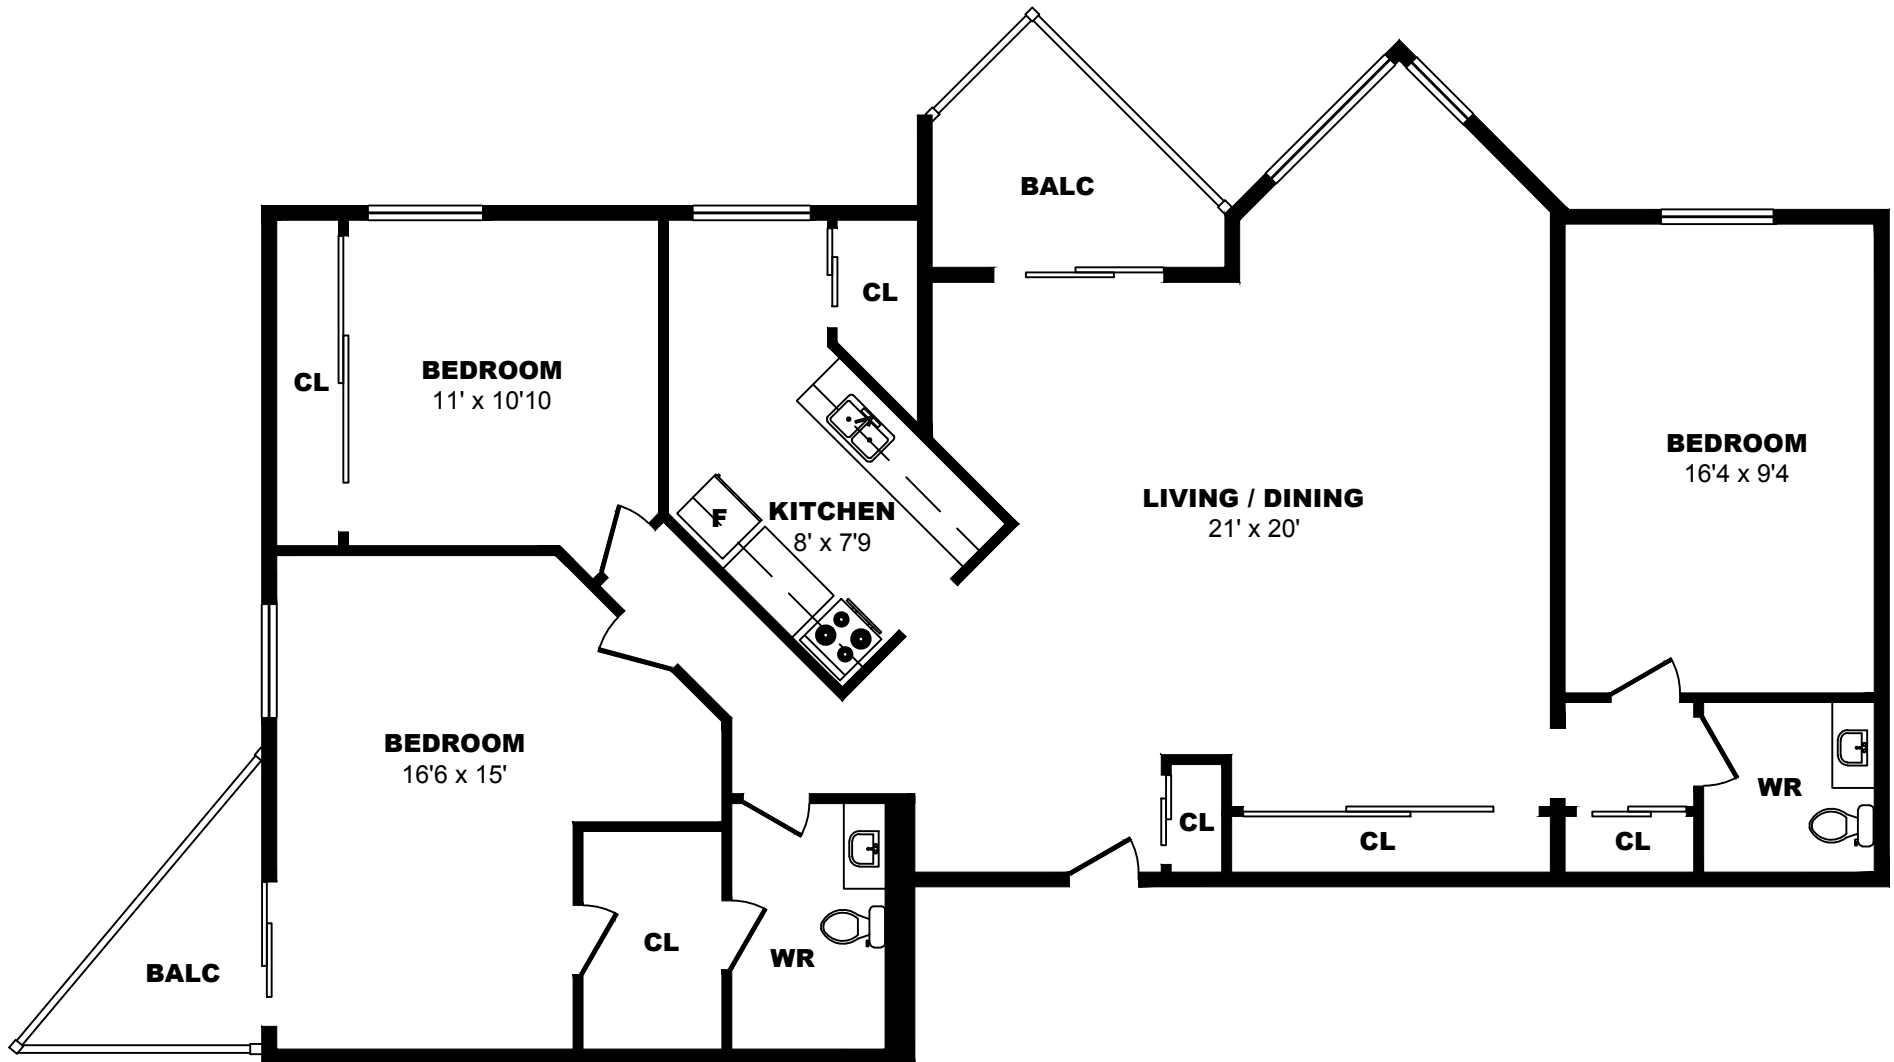 BALC
CL
BEDROOM
11' x 10'10
CL
BEDROOM
16'4 x 9'4
LIVING / DINING
21' x 20'
F
KITCHEN
8' x 7'9
BEDROOM
16'6 x 15'
WR
CL
CL
CL
CL
WR
BALC